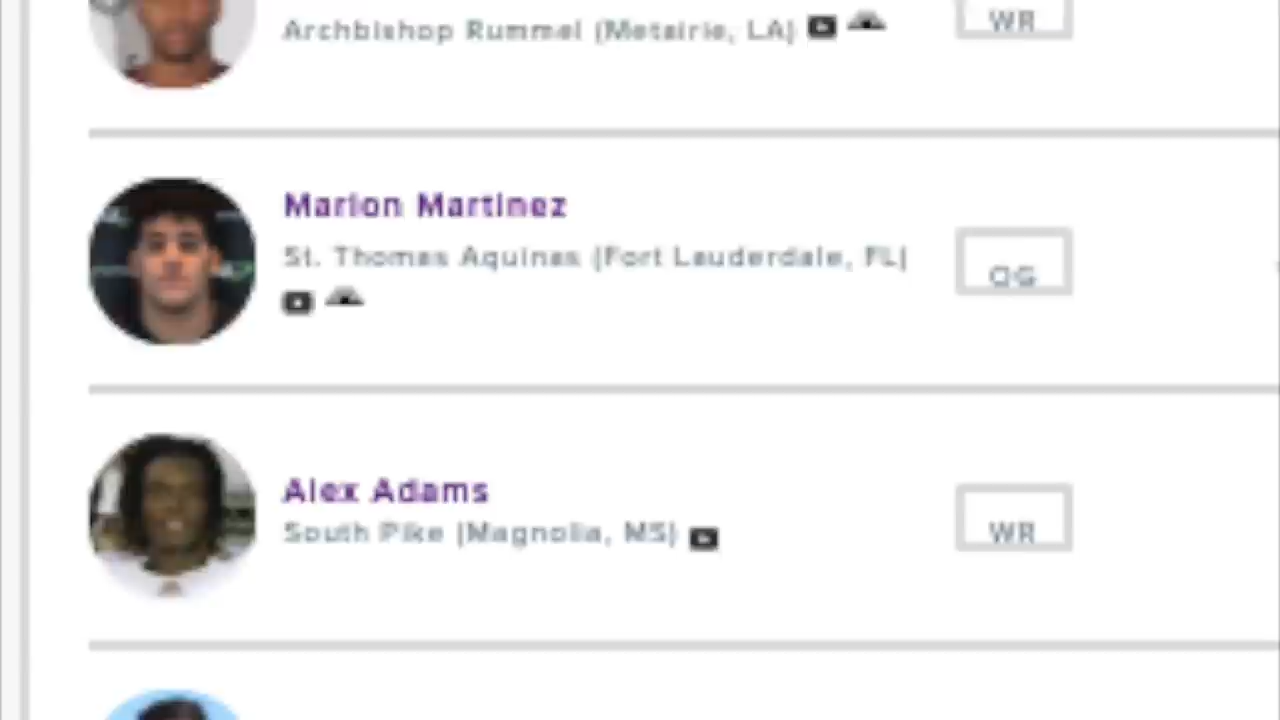 Archbishop Rummel (Metairie, LA)
WR
Marlon Martinez
St. Thomas Aquinas (Fort Lauderdale, FL)
OG
Alex Adams
South Pike (Magnolia, MS)
WR